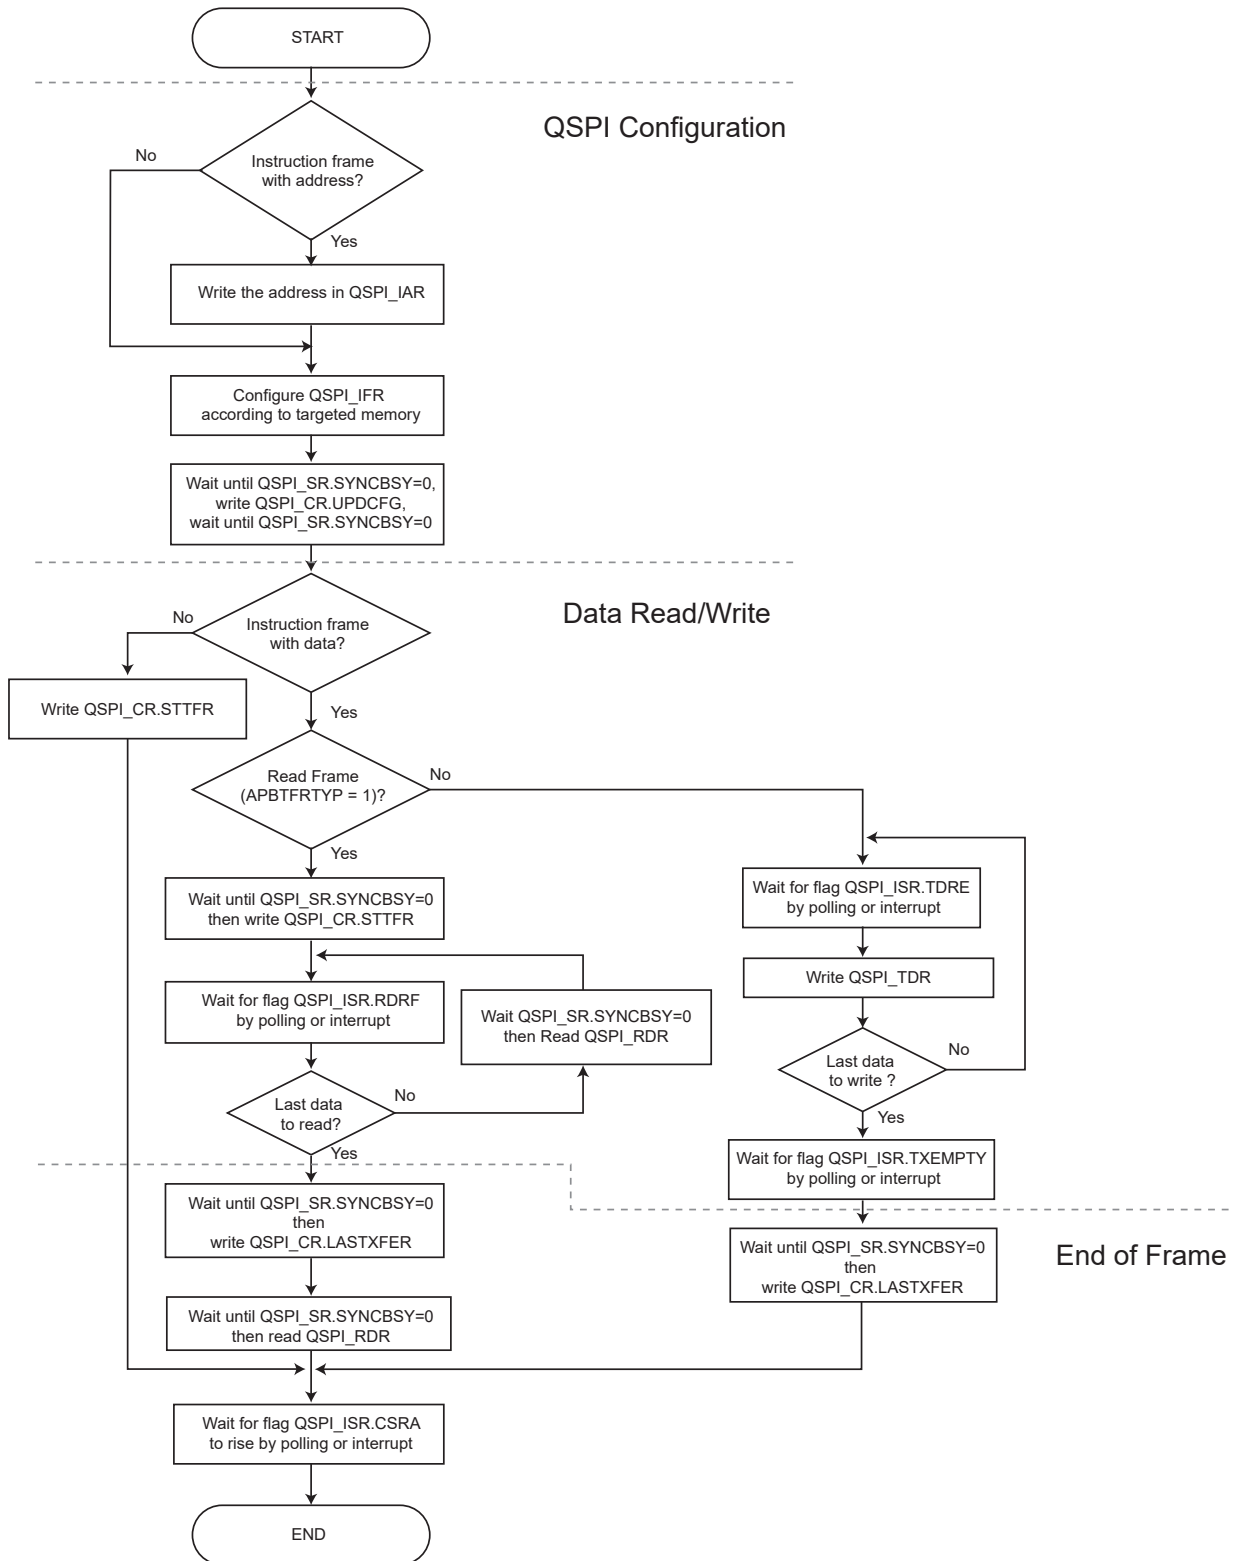 START
QSPI Configuration
No
Instruction frame
with address?
Yes
Write the address in QSPI_IAR
Configure QSPI_IFR
according to targeted memory
Wait until QSPI_SR.SYNCBSY=0,
write QSPI_CR.UPDCFG,
wait until QSPI_SR.SYNCBSY=0
Data Read/Write
No
Instruction frame
with data?
Write QSPI_CR.STTFR
Yes
Read Frame
(APBTFRTYP = 1)?
No
Yes
Wait until QSPI_SR.SYNCBSY=0
then write QSPI_CR.STTFR
Wait for flag QSPI_ISR.RDRF
by polling or interrupt
Wait QSPI_SR.SYNCBSY=0
then Read QSPI_RDR
Last data
to read?
No
Yes
Wait for flag QSPI_ISR.TDRE
by polling or interrupt
Write QSPI_TDR
Last data
to write ?
No
Yes
Wait for flag QSPI_ISR.TXEMPTY
by polling or interrupt
Wait until QSPI_SR.SYNCBSY=0
then
write QSPI_CR.LASTXFER
Wait until QSPI_SR.SYNCBSY=0
then
write QSPI_CR.LASTXFER
End of Frame
Wait until QSPI_SR.SYNCBSY=0
then read QSPI_RDR
Wait for flag QSPI_ISR.CSRA
to rise by polling or interrupt
END